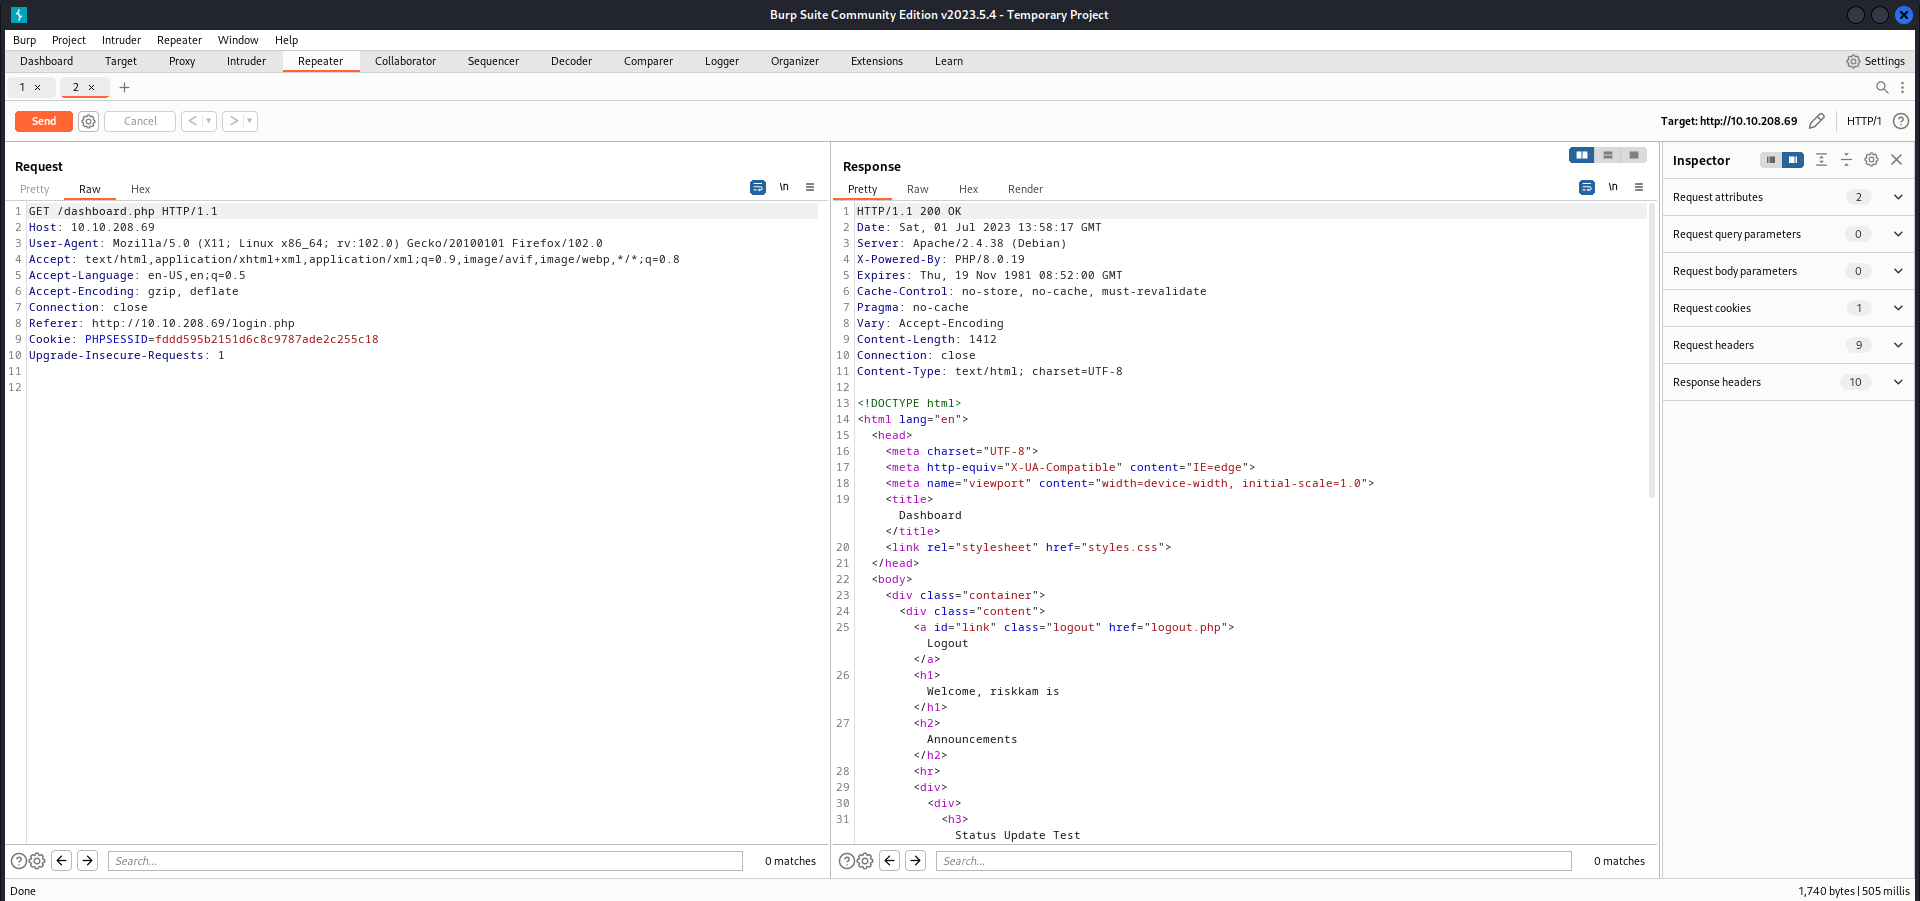 Burp Suite Community Edition v2023.5.4 - Temporary Project
Burp Project Intruder Repeater Window Help
Dashboard Target Proxy Intruder Repeater Collaborator Sequencer Decoder Comparer Logger Organizer Extensions Learn Settings
1 × 2 × +
Send Cancel < > Target: http://10.10.208.69 HTTP/1 ?
Request
Pretty Raw Hex \n
1 GET /dashboard.php HTTP/1.1
2 Host: 10.10.208.69
3 User-Agent: Mozilla/5.0 (X11; Linux x86_64; rv:102.0) Gecko/20100101 Firefox/102.0
4 Accept: text/html,application/xhtml+xml,application/xml;q=0.9,image/avif,image/webp,*/*;q=0.8
5 Accept-Language: en-US,en;q=0.5
6 Accept-Encoding: gzip, deflate
7 Connection: close
8 Referer: http://10.10.208.69/login.php
9 Cookie: PHPSESSID=fddd595b2151d6c8c9787ade2c255c18
10 Upgrade-Insecure-Requests: 1
11
12
Search... 0 matches
Response
Pretty Raw Hex Render \n
1 HTTP/1.1 200 OK
2 Date: Sat, 01 Jul 2023 13:58:17 GMT
3 Server: Apache/2.4.38 (Debian)
4 X-Powered-By: PHP/8.0.19
5 Expires: Thu, 19 Nov 1981 08:52:00 GMT
6 Cache-Control: no-store, no-cache, must-revalidate
7 Pragma: no-cache
8 Vary: Accept-Encoding
9 Content-Length: 1412
10 Connection: close
11 Content-Type: text/html; charset=UTF-8
12
13 <!DOCTYPE html>
14 <html lang="en">
15 <head>
16 <meta charset="UTF-8">
17 <meta http-equiv="X-UA-Compatible" content="IE=edge">
18 <meta name="viewport" content="width=device-width, initial-scale=1.0">
19 <title>
Dashboard
</title>
20 <link rel="stylesheet" href="styles.css">
21 </head>
22 <body>
23 <div class="container">
24 <div class="content">
25 <a id="link" class="logout" href="logout.php">
Logout
</a>
26 <h1>
Welcome, riskkam is
</h1>
27 <h2>
Announcements
</h2>
28 <hr>
29 <div>
30 <div>
31 <h3>
Status Update Test
Search... 0 matches
Inspector
Request attributes 2
Request query parameters 0
Request body parameters 0
Request cookies 1
Request headers 9
Response headers 10
Done
1,740 bytes | 505 millis